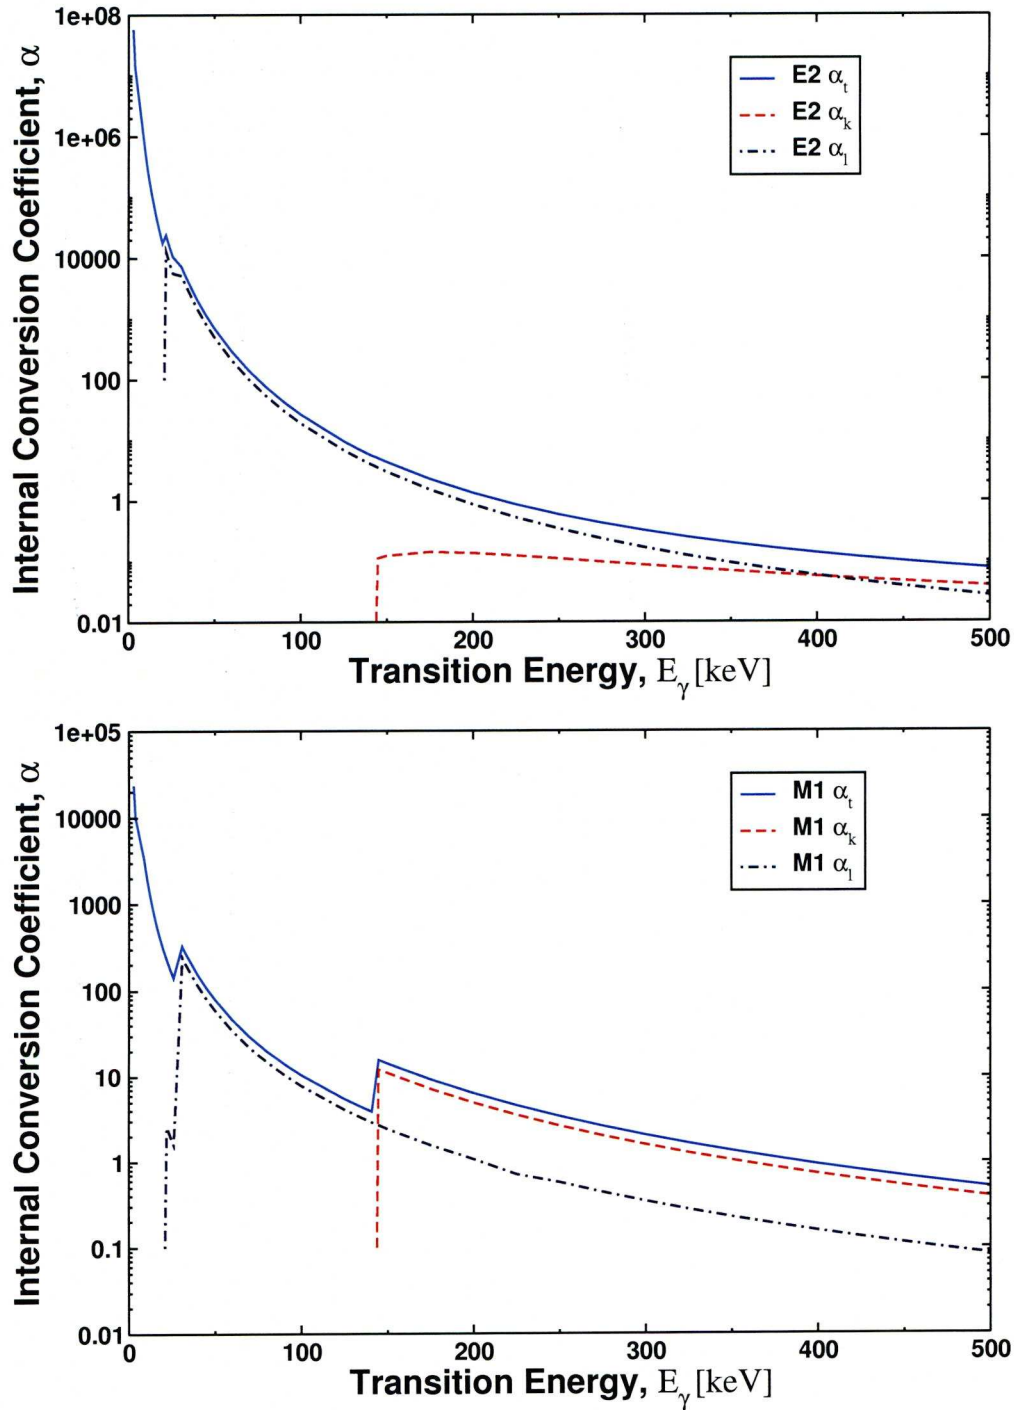 1e+08
1e+06
10000
100
1
0.01
Internal Conversion Coefficient, α
E2 αt
E2 αk
E2 αl
0 100 200 300 400 500
Transition Energy, Eγ [keV]
1e+05
10000
1000
100
10
1
0.1
0.01
Internal Conversion Coefficient, α
M1 αt
M1 αk
M1 αl
0 100 200 300 400 500
Transition Energy, Eγ [keV]